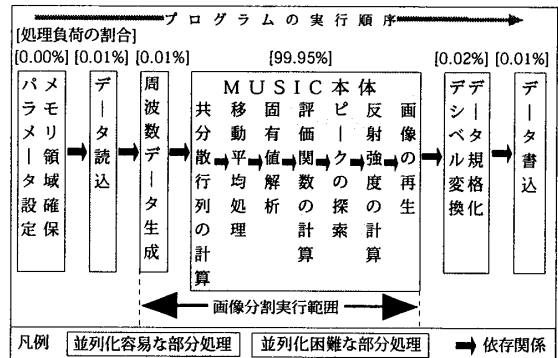 プログラムの実行順序
[処理負荷の割合]
[0.00%] [0.01%] [0.01%] [99.95%] [0.02%] [0.01%]
メモリ領域確保
パラメータ設定
データ読込
周波数データ生成
MUSIC本体
共分散行列の計算
移動平均処理
固有値解析
評価関数の計算
ピークの探索
反射強度の計算
画像の再生
データ規格化
デシベル変換
データ書込
画像分割実行範囲
凡例 並列化容易な部分処理 並列化困難な部分処理 依存関係